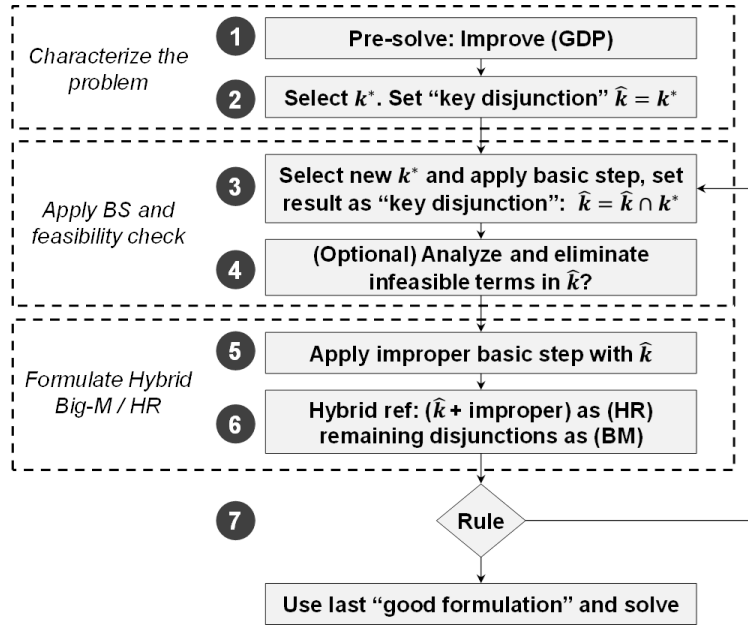 Characterize the
problem
1
Pre-solve: Improve (GDP)
2
Select k*. Set “key disunction” k̂ = k*
Apply BS and
feasibility check
3
Select new k* and apply basic step, set
result as “key disjunction”: k̂ = k̂ ∩ k*
4
(Optional) Analyze and eliminate
infeasible terms in k̂?
Formulate Hybrid
Big-M / HR
5
Apply improper basic step with k̂
6
Hybrid ref: (k̂ + improper) as (HR)
remaining disjunctions as (BM)
7
Rule
Use last “good formulation” and solve